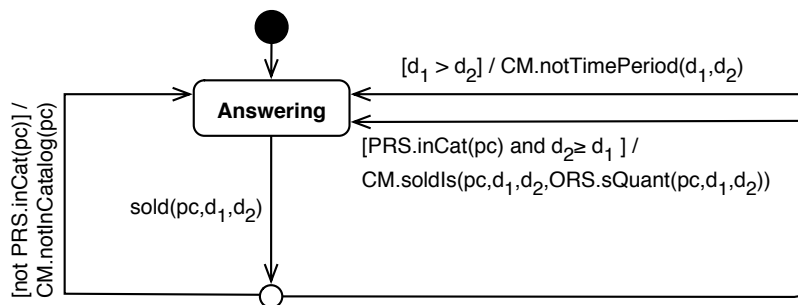 [d₁ > d₂] / CM.notTimePeriod(d₁,d₂)
Answering
[PRS.inCat(pc) and d₂≥ d₁ ] /
CM.soldIs(pc,d₁,d₂,ORS.sQuant(pc,d₁,d₂))
[not PRS.inCat(pc)] /
CM.notInCatalog(pc)
sold(pc,d₁,d₂)